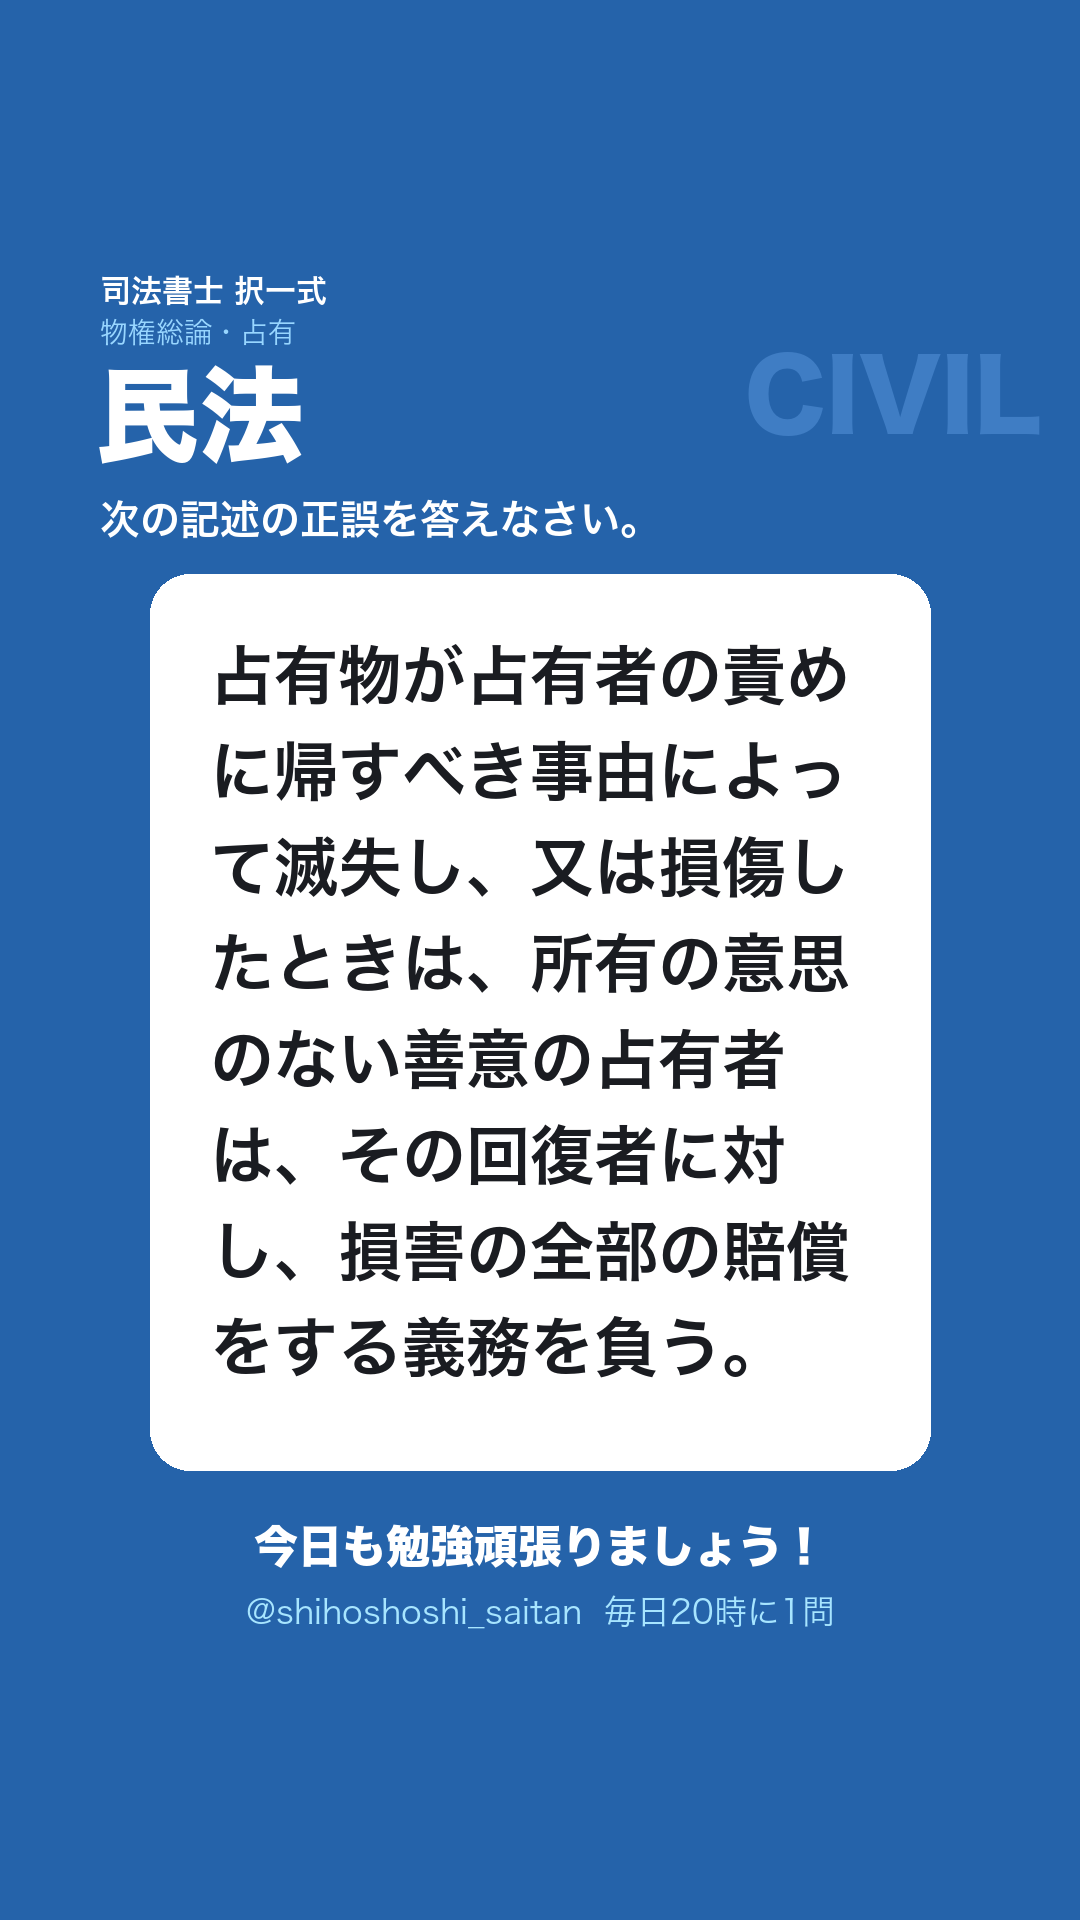 司法書士 択一式
物権総論・占有
民法
CIVIL
次の記述の正誤を答えなさい。
占有物が占有者の責め
に帰すべき事由によっ
て滅失し、又は損傷し
たときは、所有の意思
のない善意の占有者
は、その回復者に対
し、損害の全部の賠償
をする義務を負う。
今日も勉強頑張りましょう！
@shihoshoshi_saitan 毎日20時に1問